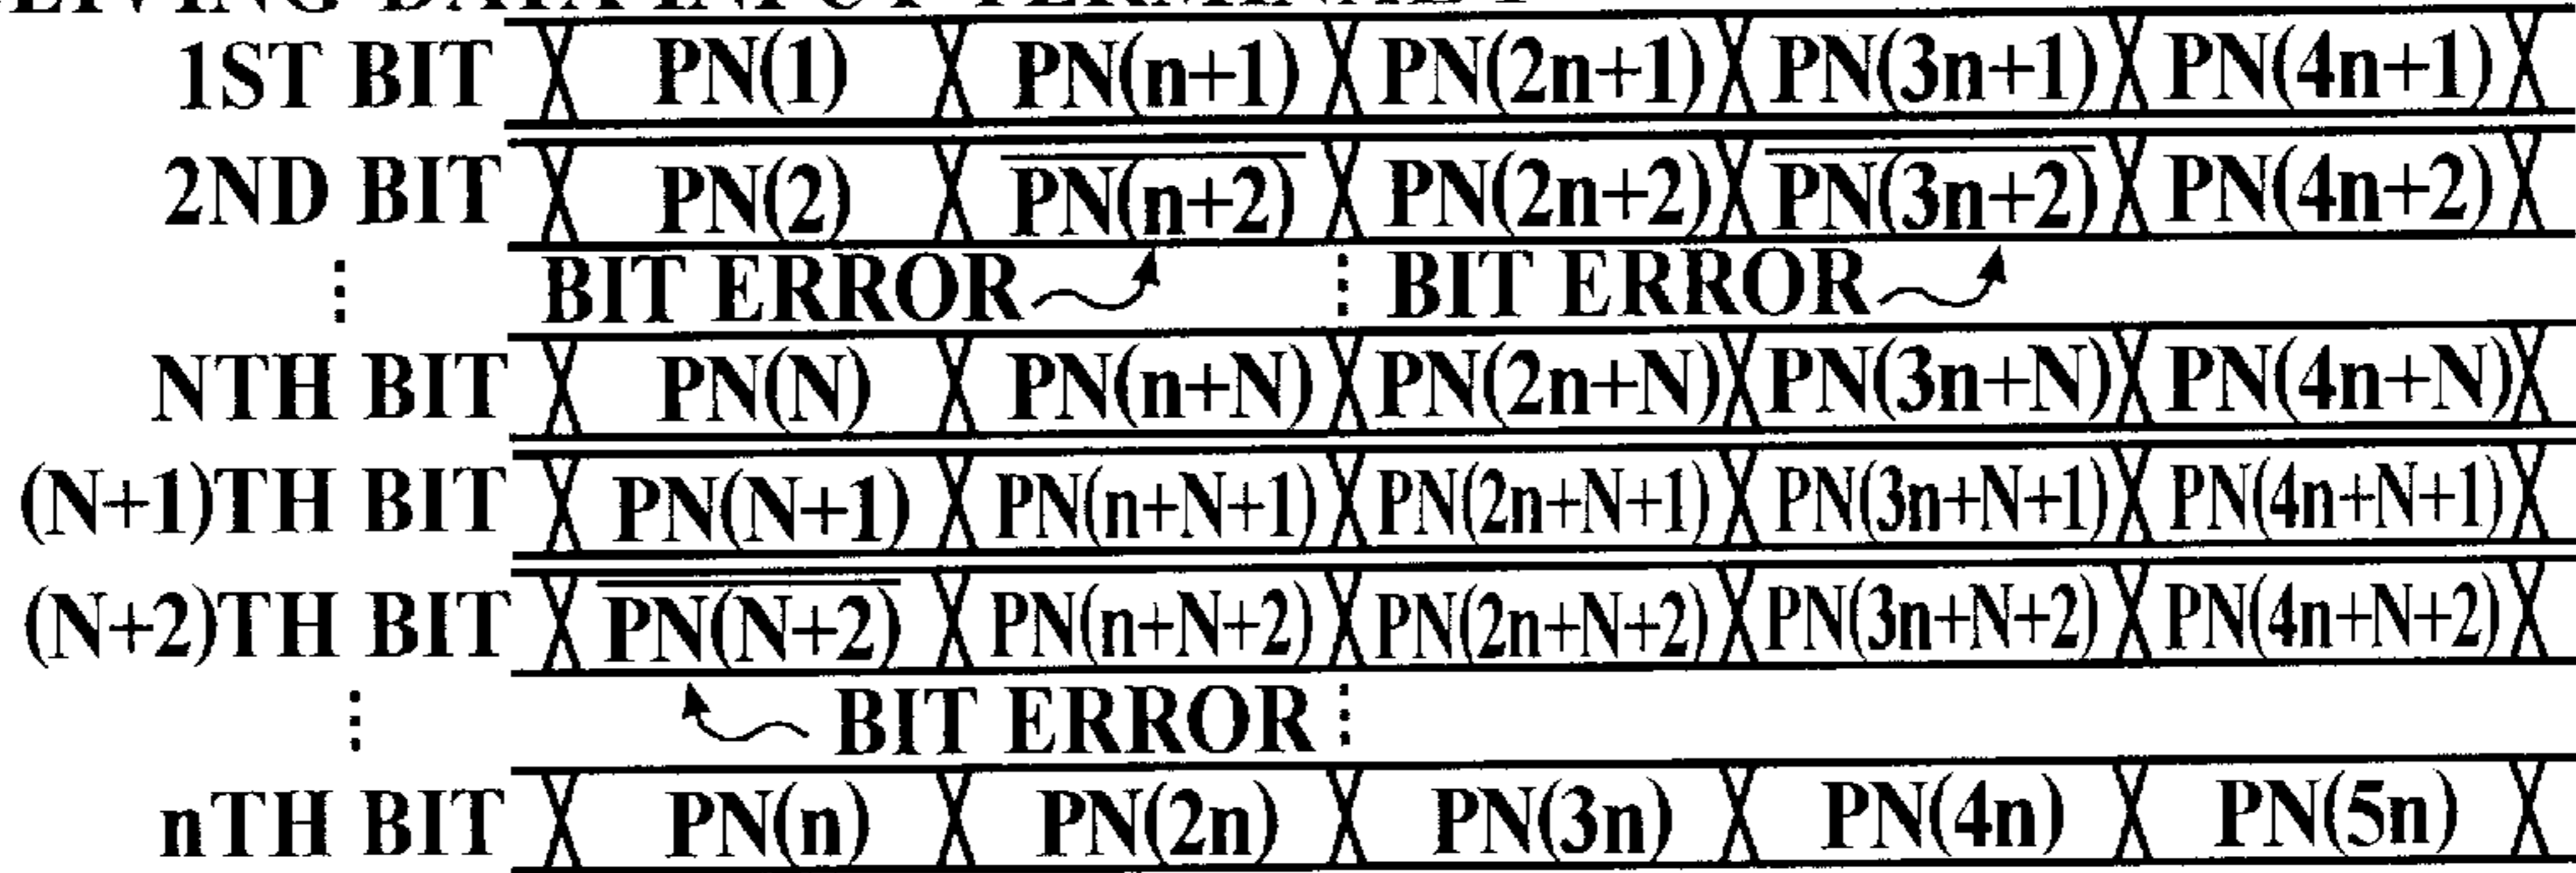 DATA INPUT TERMINAL
1ST BIT PN(1) PN(n+1) PN(2n+1) PN(3n+1) PN(4n+1)
2ND BIT PN(2) PN(n+2) PN(2n+2) PN(3n+2) PN(4n+2)
⋮ BIT ERROR ⋮ BIT ERROR
NTH BIT PN(N) PN(n+N) PN(2n+N) PN(3n+N) PN(4n+N)
(N+1)TH BIT PN(N+1) PN(n+N+1) PN(2n+N+1) PN(3n+N+1) PN(4n+N+1)
(N+2)TH BIT PN(N+2) PN(n+N+2) PN(2n+N+2) PN(3n+N+2) PN(4n+N+2)
⋮ BIT ERROR ⋮
nTH BIT PN(n) PN(2n) PN(3n) PN(4n) PN(5n)